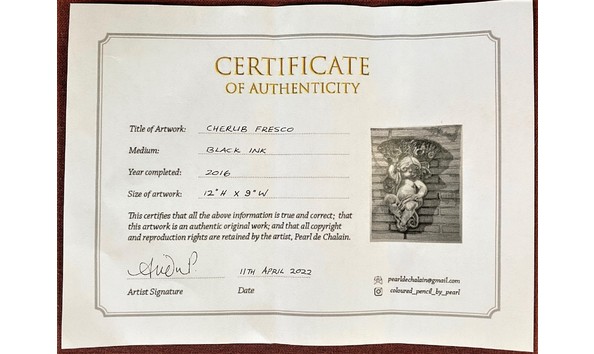 CERTIFICATE
OF AUTHENTICITY
Title of Artwork: CHERUB FRESCO
Medium: BLACK INK
Year completed: 2016
Size of artwork: 12" H X 9" W
This certifies that all the above information is true and correct; that
this artwork is an authentic original work; and that all copyright
and reproduction rights are retained by the artist, Pearl de Chalain.
11TH APRIL 2022
Artist Signature Date
pearldechalain@gmail.com
coloured_pencil_by_pearl